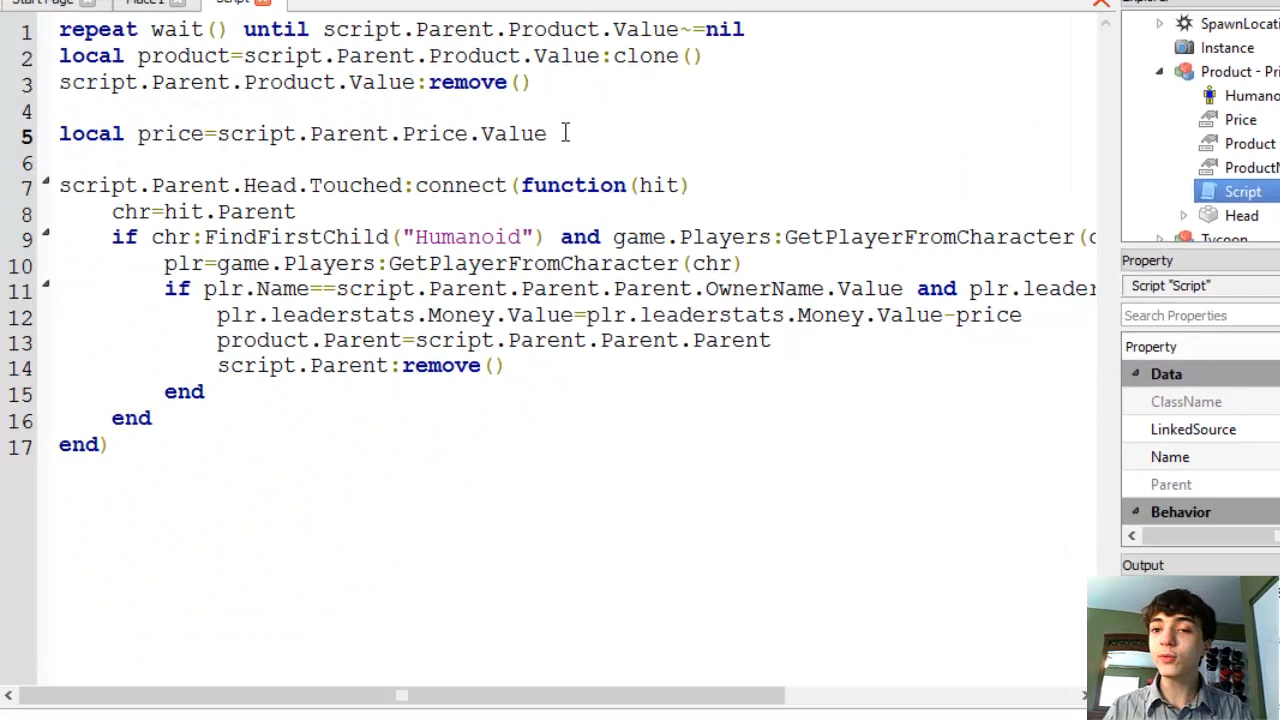 Start Page
Place1
Script
1 repeat wait() until script.Parent.Product.Value~=nil
2 local product=script.Parent.Product.Value:clone()
3 script.Parent.Product.Value:remove()
4
5 local price=script.Parent.Price.Value
6
7 script.Parent.Head.Touched:connect(function(hit)
8 chr=hit.Parent
9 if chr:FindFirstChild("Humanoid") and game.Players:GetPlayerFromCharacter(c
10 plr=game.Players:GetPlayerFromCharacter(chr)
11 if plr.Name==script.Parent.Parent.Parent.OwnerName.Value and plr.leader
12 plr.leaderstats.Money.Value=plr.leaderstats.Money.Value-price
13 product.Parent=script.Parent.Parent.Parent
14 script.Parent:remove()
15 end
16 end
17 end)
Explorer
SpawnLocati
Instance
Product - Pri
Humano
Price
Product
ProductN
Script
Head
Tycoon
Property
Script "Script"
Search Properties
Property
Data
ClassName
LinkedSource
Name
Parent
Behavior
Output